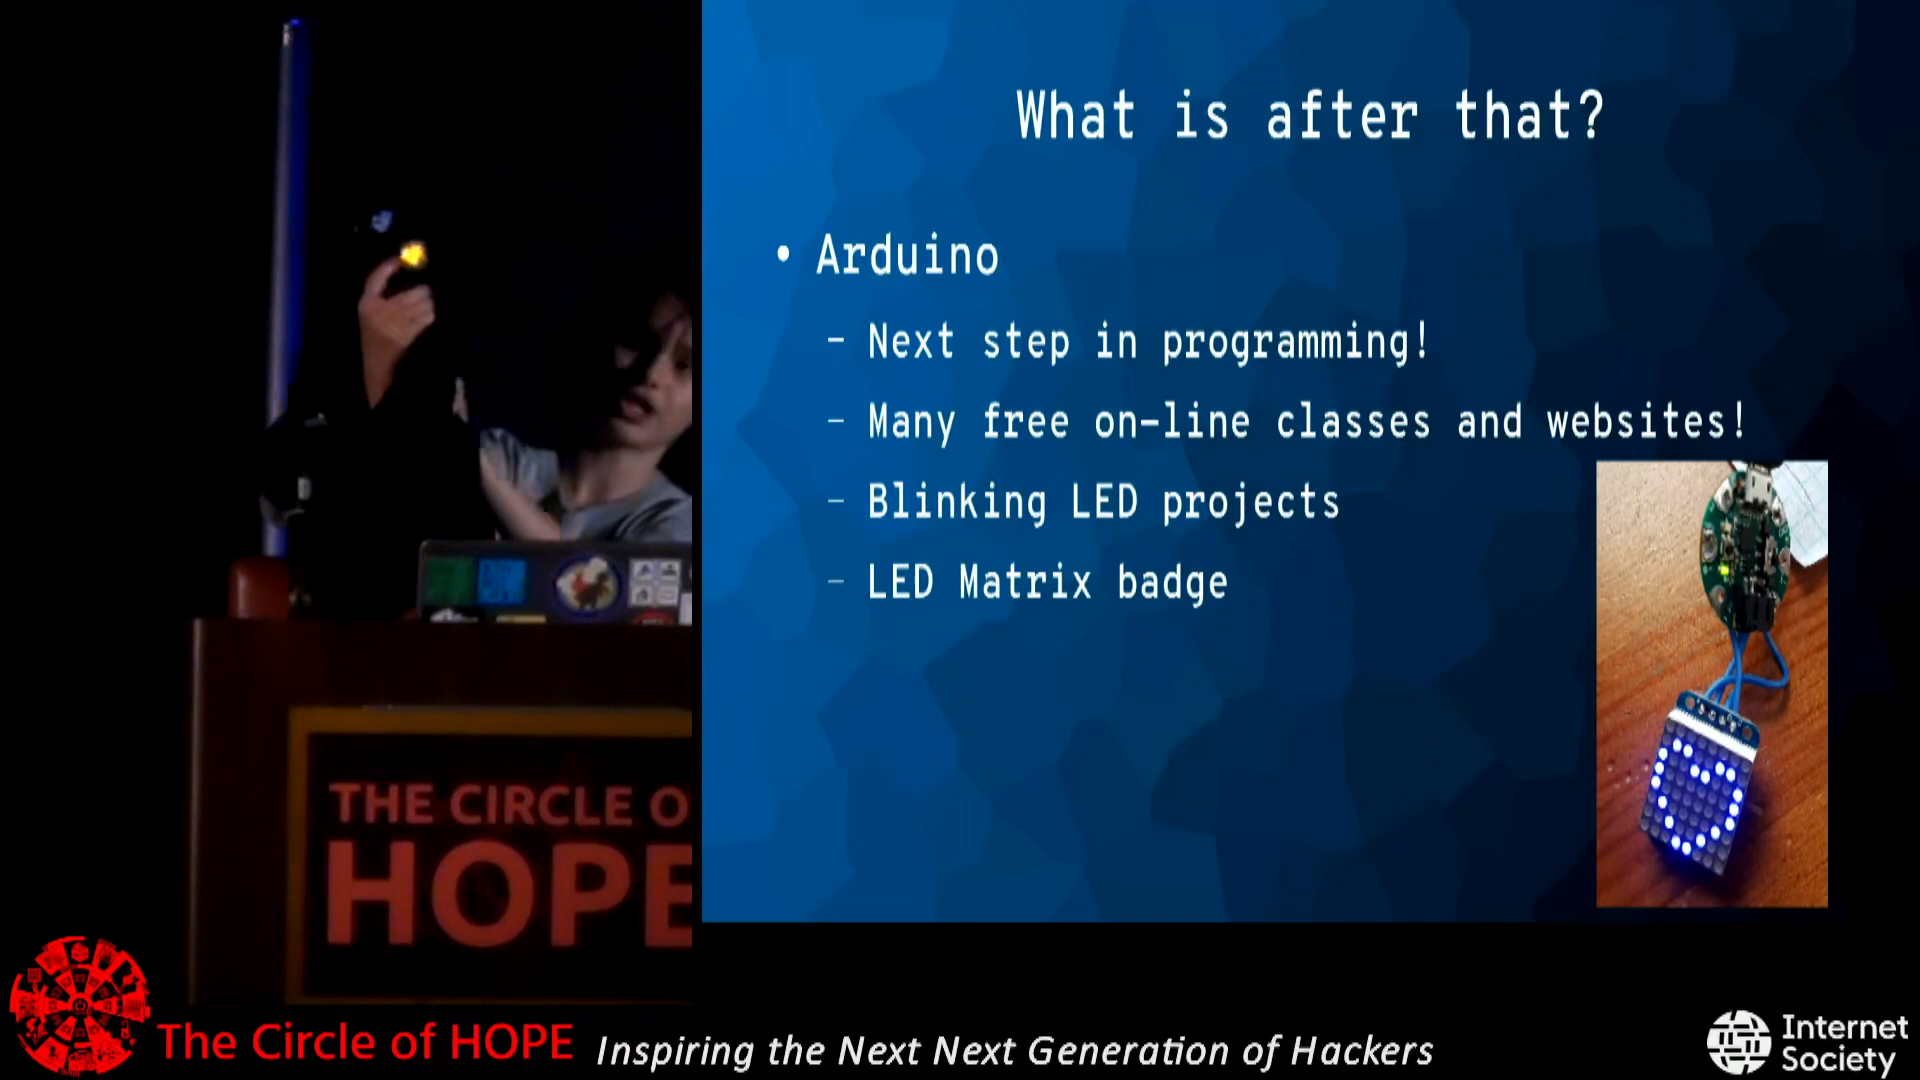 What is after that?
• Arduino
– Next step in programming!
– Many free on-line classes and websites!
– Blinking LED projects
– LED Matrix badge
THE CIRCLE O
HOPE
The Circle of HOPE
Inspiring the Next Next Generation of Hackers
Internet
Society